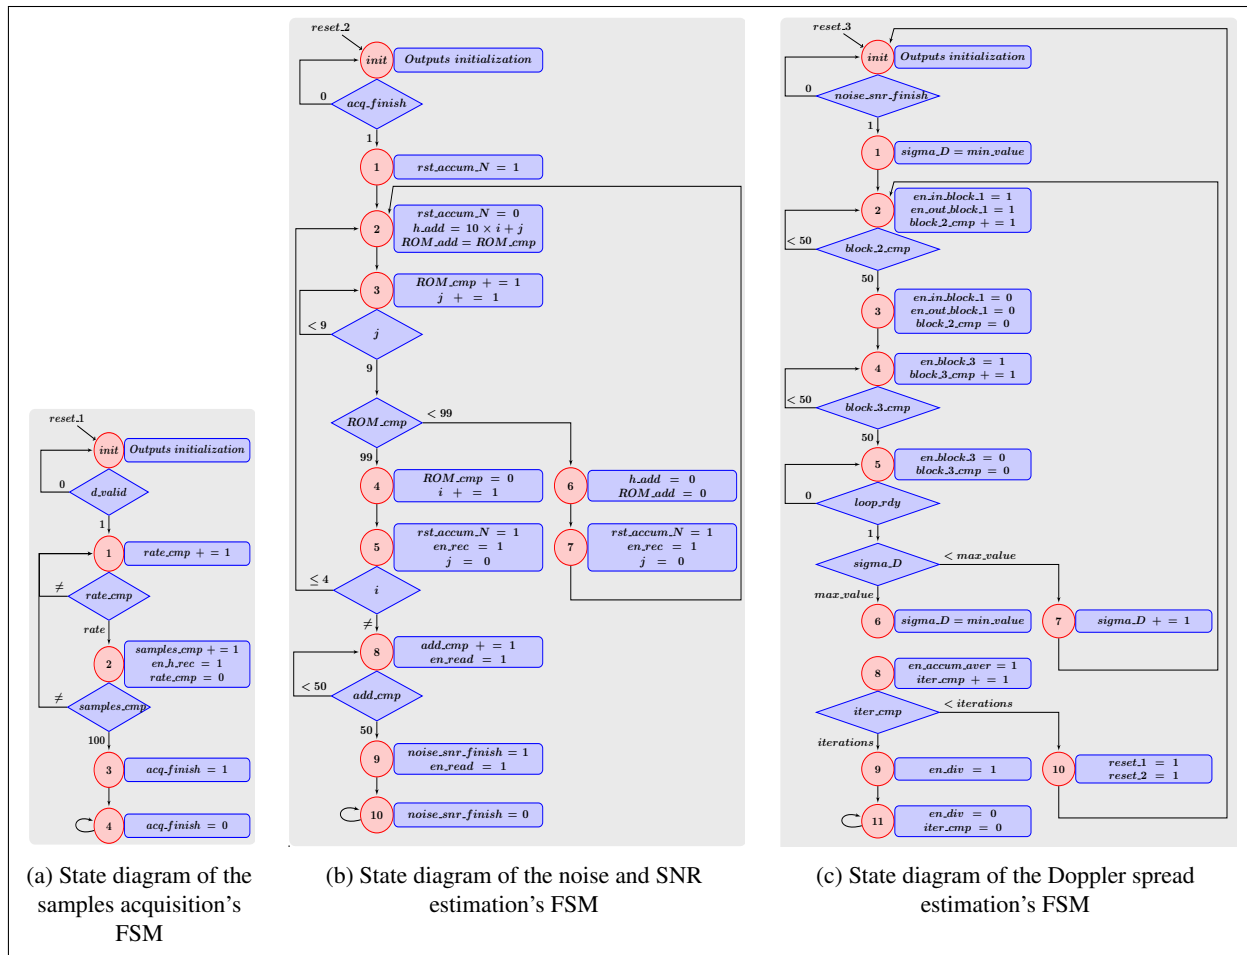 reset_1
init
Outputs initialization
d_valid
0
1
1
rate_cmp + = 1
≠
rate_cmp
rate
2
samples_cmp + = 1
en_h_rec = 1
rate_cmp = 0
≠
samples_cmp
100
3
acq_finish = 1
4
acq_finish = 0
(a) State diagram of the
samples acquisition's
FSM
reset_2
init
Outputs initialization
0
acq_finish
1
1
rst_accum_N = 1
2
rst_accum_N = 0
h_add = 10 × i + j
ROM_add = ROM_cmp
3
ROM_cmp + = 1
j + = 1
< 9
j
9
ROM_cmp
< 99
99
4
ROM_cmp = 0
i + = 1
6
h_add = 0
ROM_add = 0
5
rst_accum_N = 1
en_rec = 1
j = 0
7
rst_accum_N = 1
en_rec = 1
j = 0
≤ 4
i
≠
8
add_cmp + = 1
en_read = 1
< 50
add_cmp
50
9
noise_snr_finish = 1
en_read = 1
10
noise_snr_finish = 0
(b) State diagram of the noise and SNR
estimation's FSM
reset_3
init
Outputs initialization
0
noise_snr_finish
1
1
sigma_D = min_value
2
en_in_block_1 = 1
en_out_block_1 = 1
block_2_cmp + = 1
< 50
block_2_cmp
50
3
en_in_block_1 = 0
en_out_block_1 = 0
block_2_cmp = 0
4
en_block_3 = 1
block_3_cmp + = 1
< 50
block_3_cmp
50
5
en_block_3 = 0
block_3_cmp = 0
0
loop_rdy
1
sigma_D
< max_value
max_value
6
sigma_D = min_value
7
sigma_D + = 1
8
en_accum_aver = 1
iter_cmp + = 1
iter_cmp
< iterations
iterations
9
en_div = 1
10
reset_1 = 1
reset_2 = 1
11
en_div = 0
iter_cmp = 0
(c) State diagram of the Doppler spread
estimation's FSM